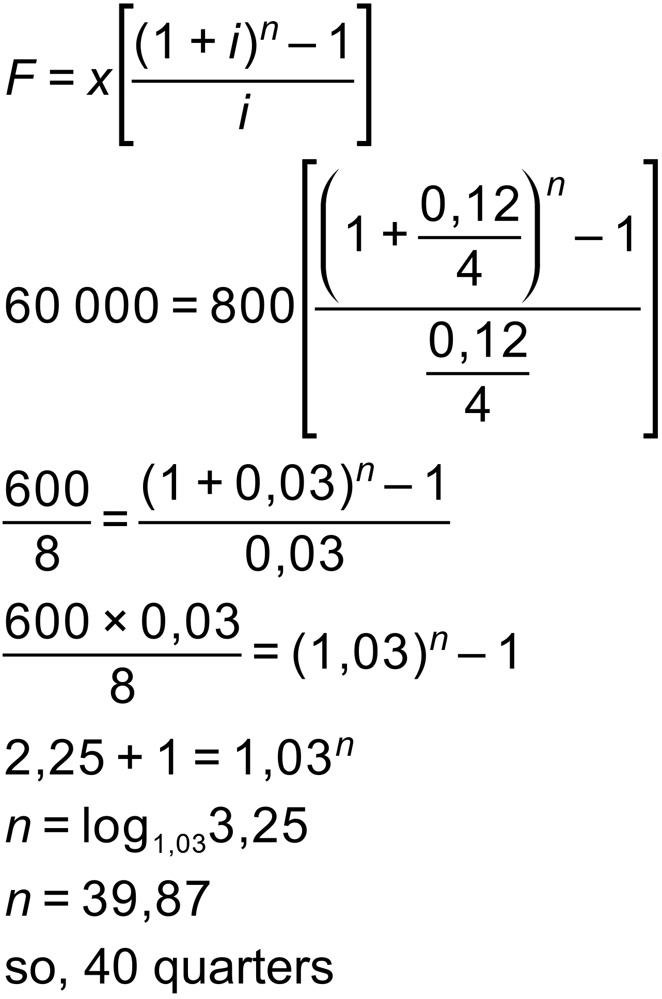 F = x[((1 + i)ⁿ – 1) / i]
60 000 = 800[((1 + 0,12/4)ⁿ – 1) / (0,12/4)]
600/8 = ((1 + 0,03)ⁿ – 1) / 0,03
(600 × 0,03)/8 = (1,03)ⁿ – 1
2,25 + 1 = 1,03ⁿ
n = log₁,₀₃ 3,25
n = 39,87
so, 40 quarters